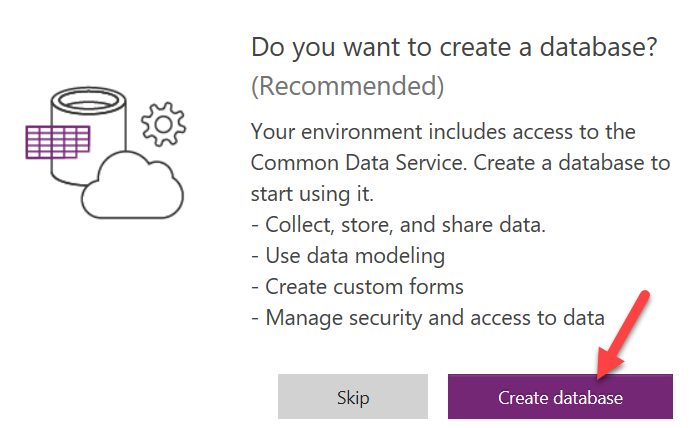 Do you want to create a database?
(Recommended)
Your environment includes access to the
Common Data Service. Create a database to
start using it.
- Collect, store, and share data.
- Use data modeling
- Create custom forms
- Manage security and access to data
Skip
Create database